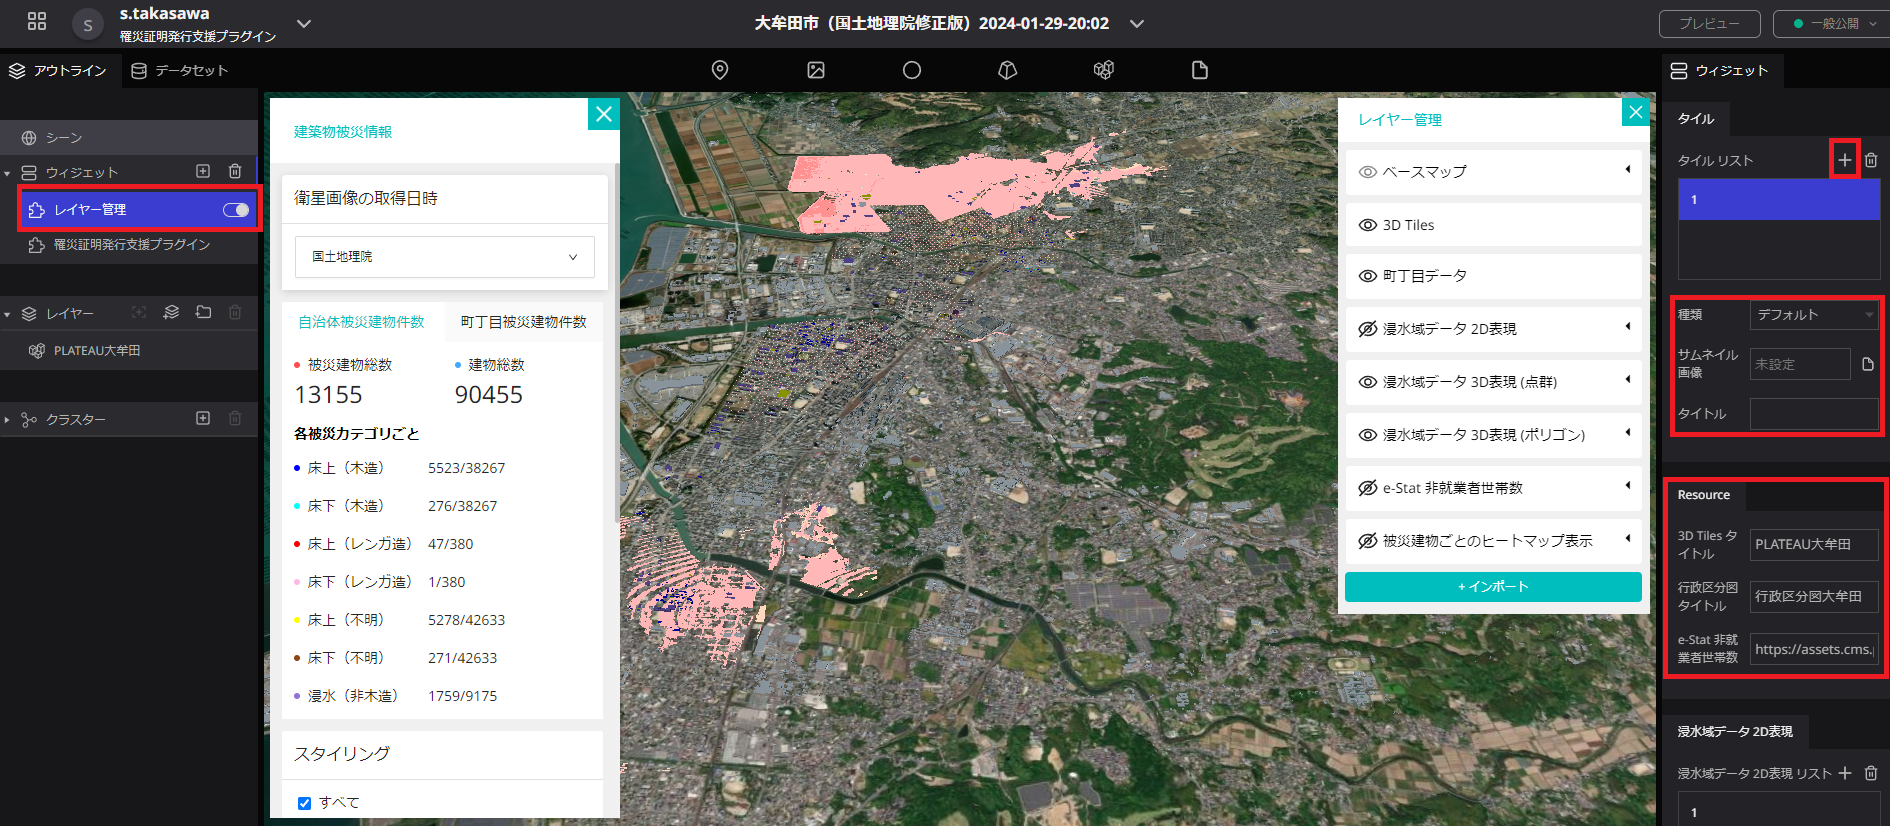 s.takasawa
S
罹災証明発行支援プラグイン
大牟田市（国土地理院修正版）2024-01-29-20:02
プレビュー
一般公開
アウトライン
データセット
シーン
ウィジェット
レイヤー管理
罹災証明発行支援プラグイン
レイヤー
PLATEAU大牟田
クラスター
建築物被災情報
衛星画像の取得日時
国土地理院
自治体被災建物件数
町丁目被災建物件数
被災建物総数
建物総数
13155
90455
各被災カテゴリごと
床上（木造） 5523/38267
床下（木造） 276/38267
床上（レンガ造） 47/380
床下（レンガ造） 1/380
床上（不明） 5278/42633
床下（不明） 271/42633
浸水（非木造） 1759/9175
スタイリング
すべて
レイヤー管理
ベースマップ
3D Tiles
町丁目データ
浸水域データ 2D表現
浸水域データ 3D表現 (点群)
浸水域データ 3D表現 (ポリゴン)
e-Stat 非就業者世帯数
被災建物ごとのヒートマップ表示
+ インポート
ウィジェット
タイル
タイル リスト
1
種類
デフォルト
サムネイル
画像
未設定
タイトル
Resource
3D Tiles タ
イトル
PLATEAU大牟田
行政区分図
タイトル
行政区分図大牟田
e-Stat 非就
業者世帯数
https://assets.cms.
浸水域データ 2D表現
浸水域データ 2D表現 リスト
1